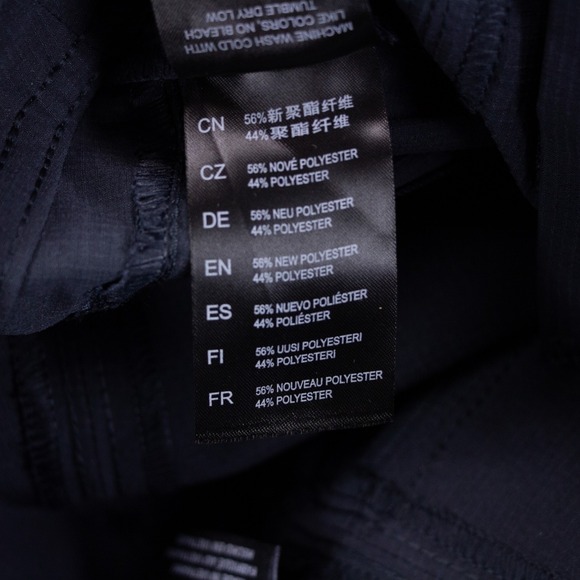 MACHINE WASH COLD WITH
LIKE COLORS, NO BLEACH
TUMBLE DRY LOW
CN 56%新聚酯纤维
44%聚酯纤维
CZ 56% NOVÉ POLYESTER
44% POLYESTER
DE 56% NEU POLYESTER
44% POLYESTER
EN 56% NEW POLYESTER
44% POLYESTER
ES 56% NUEVO POLIÉSTER
44% POLIÉSTER
FI 56% UUSI POLYESTERI
44% POLYESTERI
FR 56% NOUVEAU POLYESTER
44% POLYESTER